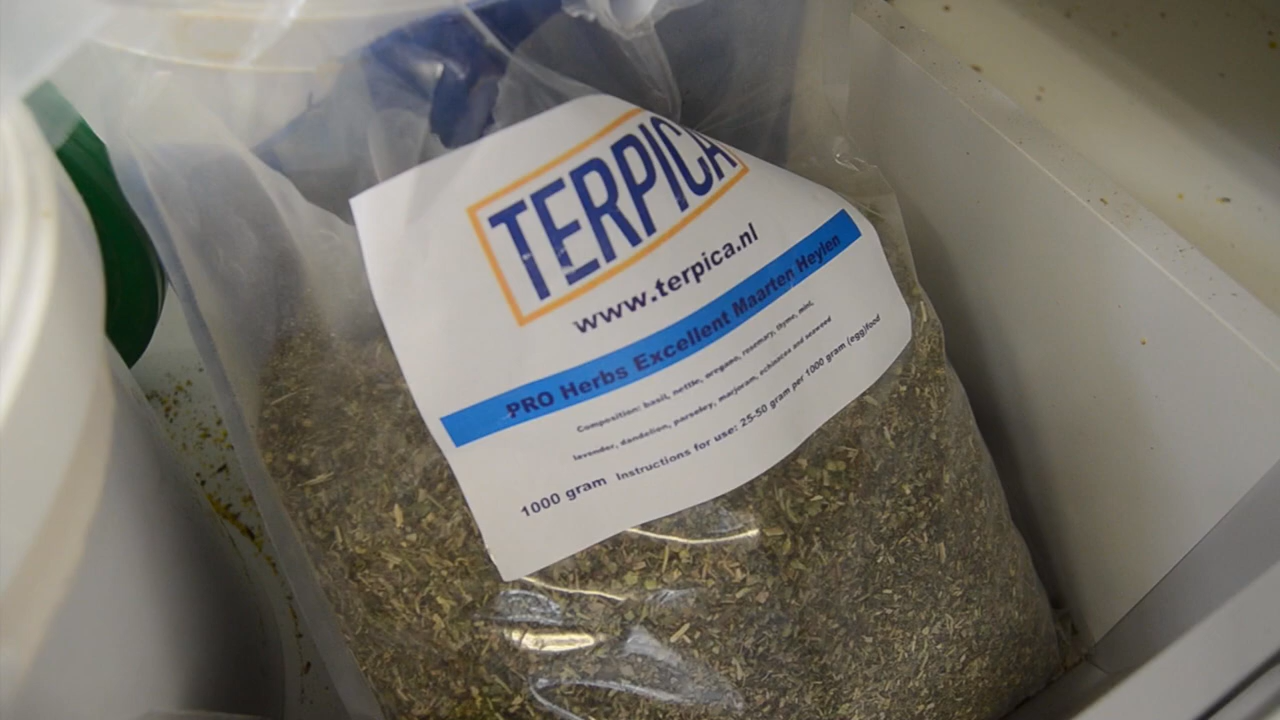 TERPICA
www.terpica.nl
PRO Herbs Excellent Maarten Heylen
Composition: basil, nettle, oregano, rosemary, thyme, mint,
lavender, dandelion, parseley, marjoram, echinacea and seaweed
1000 gram Instructions for use: 25-50 gram per 1000 gram (egg)food